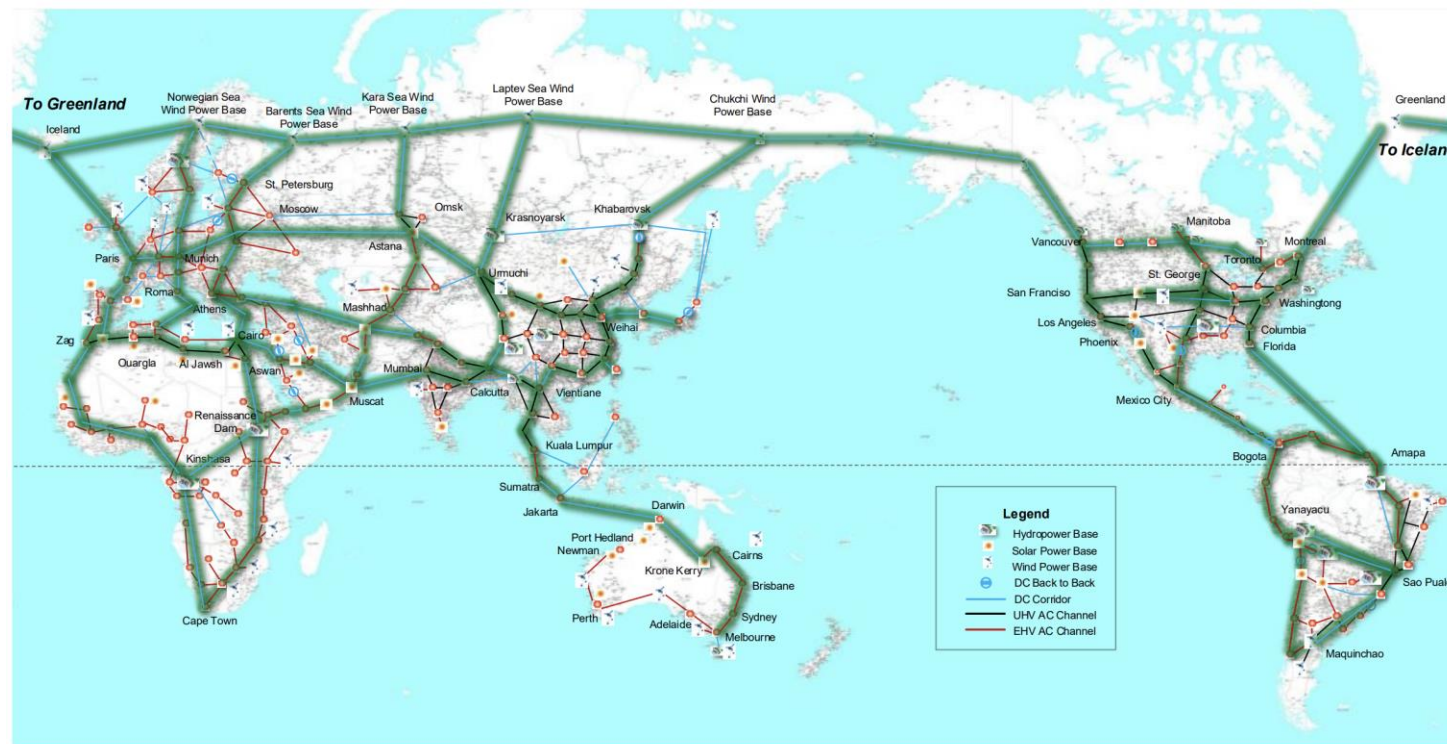 To Greenland
Iceland
Norwegian Sea
Wind Power Base
Barents Sea Wind
Power Base
Kara Sea Wind
Power Base
Laptev Sea Wind
Power Base
Chukchi Wind
Power Base
Greenland
To Icelan
St. Petersburg
Moscow
Omsk
Krasnoyarsk
Khabarovsk
Astana
Paris
Munich
Urmuchi
Roma
Athens
Mashhad
Weihai
Zag
Cairo
Ouargla
Al Jawsh
Aswan
Mumbai
Muscat
Calcutta
Vientiane
Renaissance
Dam
Kinshasa
Kuala Lumpur
Sumatra
Jakarta
Darwin
Port Hedland
Newman
Krone Kerry
Cairns
Brisbane
Perth
Adelaide
Sydney
Melbourne
Cape Town
Vancouver
Manitoba
Montreal
Toronto
St. George
San Franciso
Washingtong
Los Angeles
Columbia
Phoenix
Florida
Mexico City
Bogota
Amapa
Yanayacu
Sao Pual
Maquinchao
Legend
Hydropower Base
Solar Power Base
Wind Power Base
DC Back to Back
DC Corridor
UHV AC Channel
EHV AC Channel